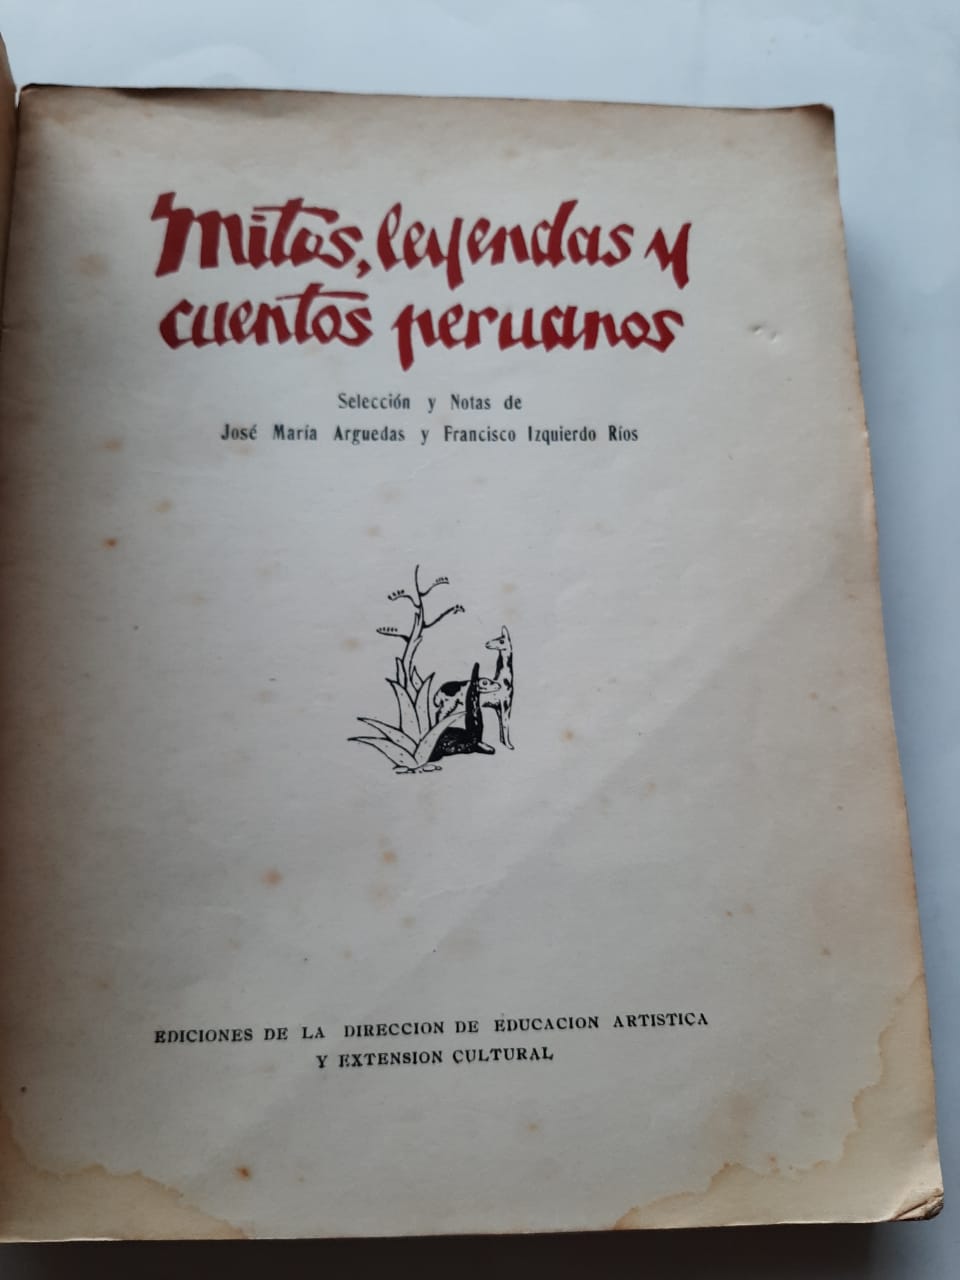 Mitos, leyendas y
cuentos peruanos
Selección y Notas de
José María Arguedas y Francisco Izquierdo Ríos
EDICIONES DE LA DIRECCION DE EDUCACION ARTISTICA
Y EXTENSION CULTURAL